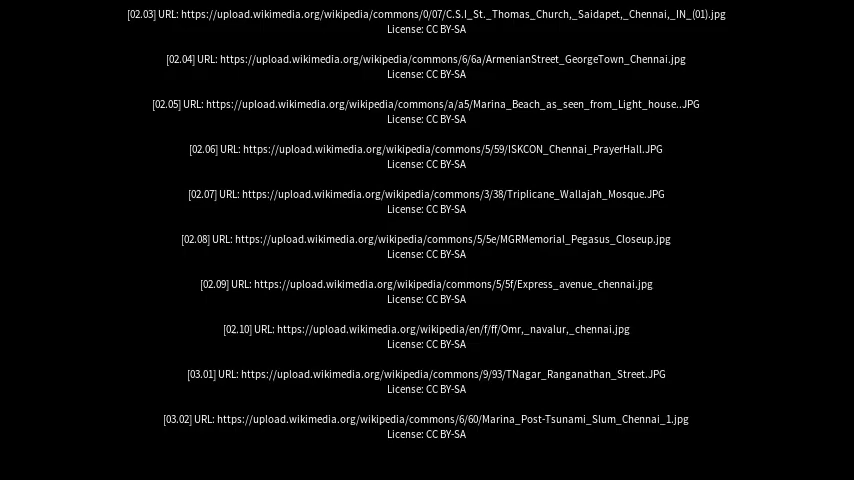 [02.03] URL: https://upload.wikimedia.org/wikipedia/commons/0/07/C.S.I_St._Thomas_Church,_Saidapet,_Chennai,_IN_(01).jpg
License: CC BY-SA
[02.04] URL: https://upload.wikimedia.org/wikipedia/commons/6/6a/ArmenianStreet_GeorgeTown_Chennai.jpg
License: CC BY-SA
[02.05] URL: https://upload.wikimedia.org/wikipedia/commons/a/a5/Marina_Beach_as_seen_from_Light_house..JPG
License: CC BY-SA
[02.06] URL: https://upload.wikimedia.org/wikipedia/commons/5/59/ISKCON_Chennai_PrayerHall.JPG
License: CC BY-SA
[02.07] URL: https://upload.wikimedia.org/wikipedia/commons/3/38/Triplicane_Wallajah_Mosque.JPG
License: CC BY-SA
[02.08] URL: https://upload.wikimedia.org/wikipedia/commons/5/5e/MGRMemorial_Pegasus_Closeup.jpg
License: CC BY-SA
[02.09] URL: https://upload.wikimedia.org/wikipedia/commons/5/5f/Express_avenue_chennai.jpg
License: CC BY-SA
[02.10] URL: https://upload.wikimedia.org/wikipedia/en/f/ff/Omr,_navalur,_chennai.jpg
License: CC BY-SA
[03.01] URL: https://upload.wikimedia.org/wikipedia/commons/9/93/TNagar_Ranganathan_Street.JPG
License: CC BY-SA
[03.02] URL: https://upload.wikimedia.org/wikipedia/commons/6/60/Marina_Post-Tsunami_Slum_Chennai_1.jpg
License: CC BY-SA